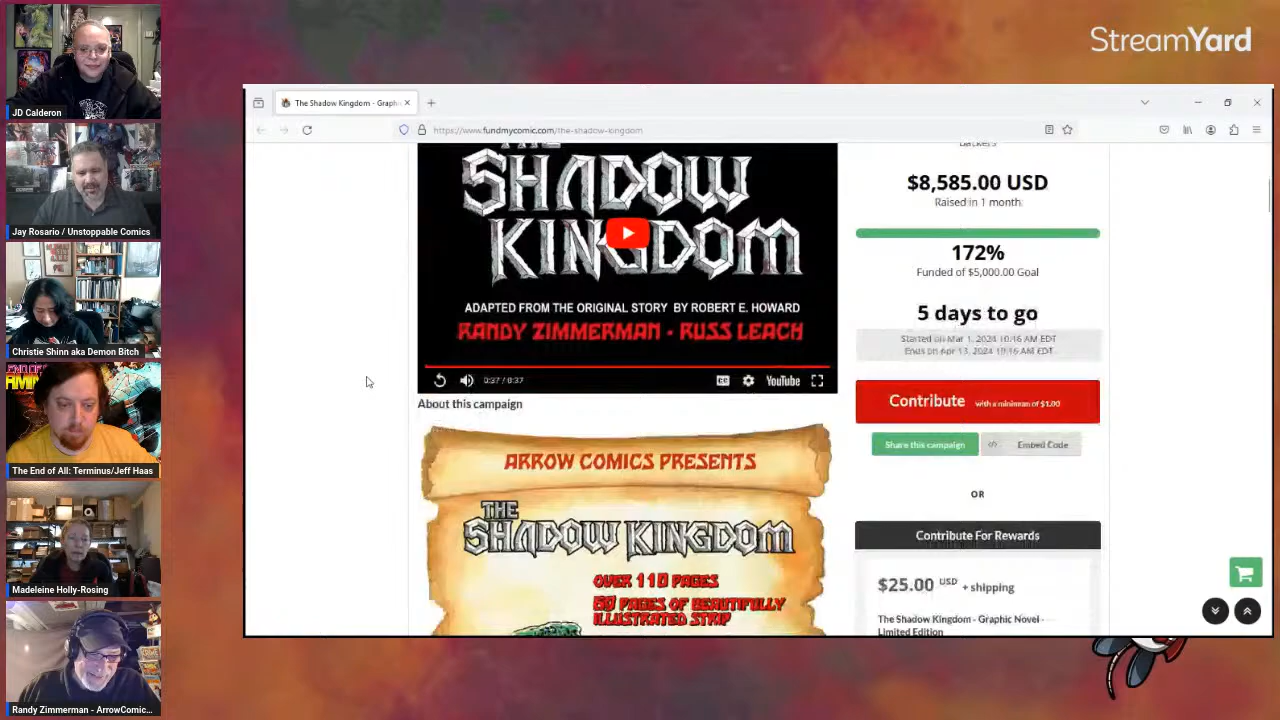 StreamYard
JD Calderon
Jay Rosario / Unstoppable Comics
Christie Shinn aka Demon Bitch
The End of All: Terminus/Jeff Haas
Madeleine Holly-Rosing
Randy Zimmerman - ArrowComic...
The Shadow Kingdom - Graphi
https://www.fundmycomic.com/the-shadow-kingdom
THE
SHADOW
KINGDOM
ADAPTED FROM THE ORIGINAL STORY BY ROBERT E. HOWARD
RANDY ZIMMERMAN • RUSS LEACH
0:37 / 0:37
CC
YouTube
About this campaign
ARROW COMICS PRESENTS
THE
SHADOW KINGDOM
OVER 110 PAGES
60 PAGES OF BEAUTIFULLY
ILLUSTRATED STRIP
backers
$8,585.00 USD
Raised in 1 month
172%
Funded of $5,000.00 Goal
5 days to go
Started on Mar 1, 2024 10:16 AM EDT
Ends on Apr 13, 2024 10:16 AM EDT
Contribute with a minimum of $1.00
Share this campaign
</> Embed Code
OR
Contribute For Rewards
$25.00 USD + shipping
The Shadow Kingdom - Graphic Novel -
Limited Edition